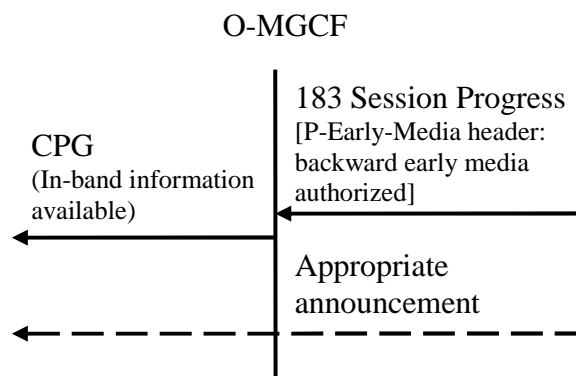 O-MGCF
183 Session Progress
[P-Early-Media header:
backward early media
authorized]
CPG
(In-band information
available)
Appropriate
announcement